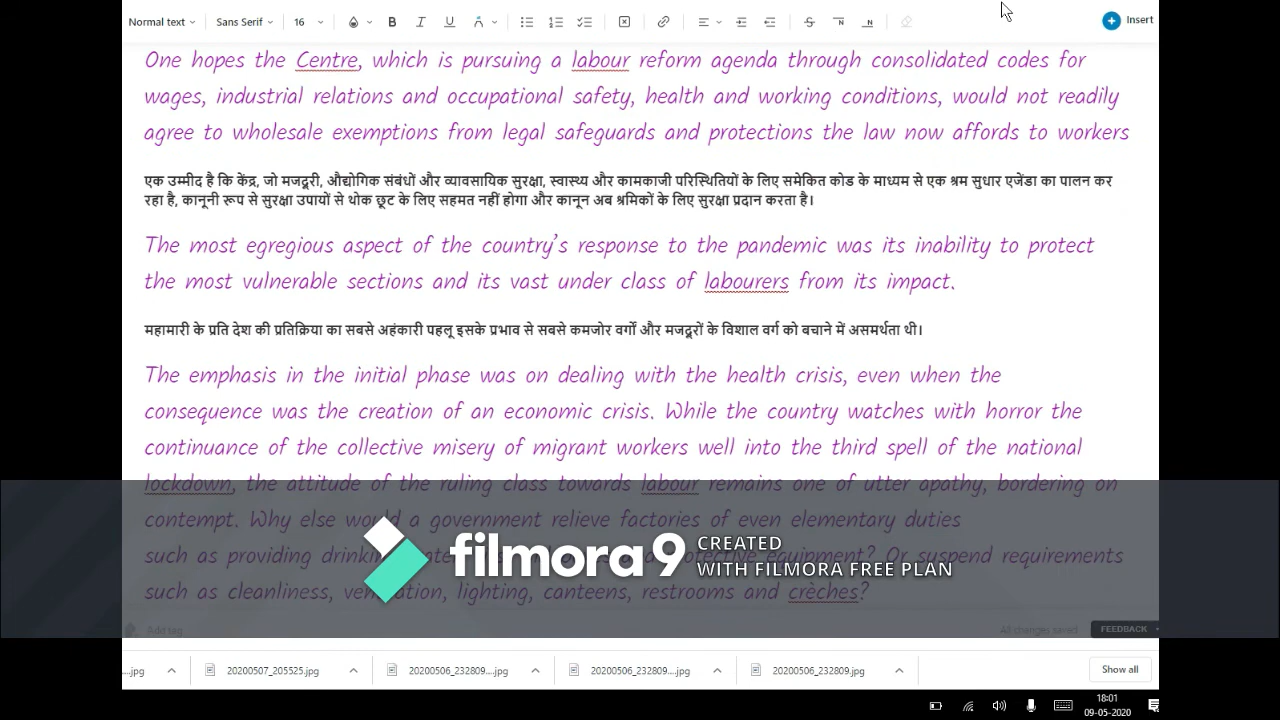 Normal text
Sans Serif
16
B
I
U
A
S
N
N
Insert
One hopes the Centre, which is pursuing a labour reform agenda through consolidated codes for
wages, industrial relations and occupational safety, health and working conditions, would not readily
agree to wholesale exemptions from legal safeguards and protections the law now affords to workers
एक उम्मीद है कि केंद्र, जो मजदूरी, औद्योगिक संबंधों और व्यावसायिक सुरक्षा, स्वास्थ्य और कामकाजी परिस्थितियों के लिए समेकित कोड के माध्यम से एक श्रम सुधार एजेंडा का पालन कर
रहा है, कानूनी रूप से सुरक्षा उपायों से थोक छूट के लिए सहमत नहीं होगा और कानून अब श्रमिकों के लिए सुरक्षा प्रदान करता है।
The most egregious aspect of the country's response to the pandemic was its inability to protect
the most vulnerable sections and its vast under class of labourers from its impact.
महामारी के प्रति देश की प्रतिक्रिया का सबसे अहंकारी पहलू इसके प्रभाव से सबसे कमजोर वर्गों और मजदूरों के विशाल वर्ग को बचाने में असमर्थता थी।
The emphasis in the initial phase was on dealing with the health crisis, even when the
consequence was the creation of an economic crisis. While the country watches with horror the
continuance of the collective misery of migrant workers well into the third spell of the national
lockdown, the attitude of the ruling class towards labour remains one of utter apathy, bordering on
contempt. Why else would a government relieve factories of even elementary duties
such as providing equipment? Or suspend requirements
such as cleanliness, ventilation, lighting, canteens, restrooms and crèches?
filmora9 CREATED
WITH FILMORA FREE PLAN
Add tag
All changes saved
FEEDBACK
....jpg
20200507_205525.jpg
20200506_232809....jpg
20200506_232809....jpg
20200506_232809.jpg
Show all
18:01
09-05-2020